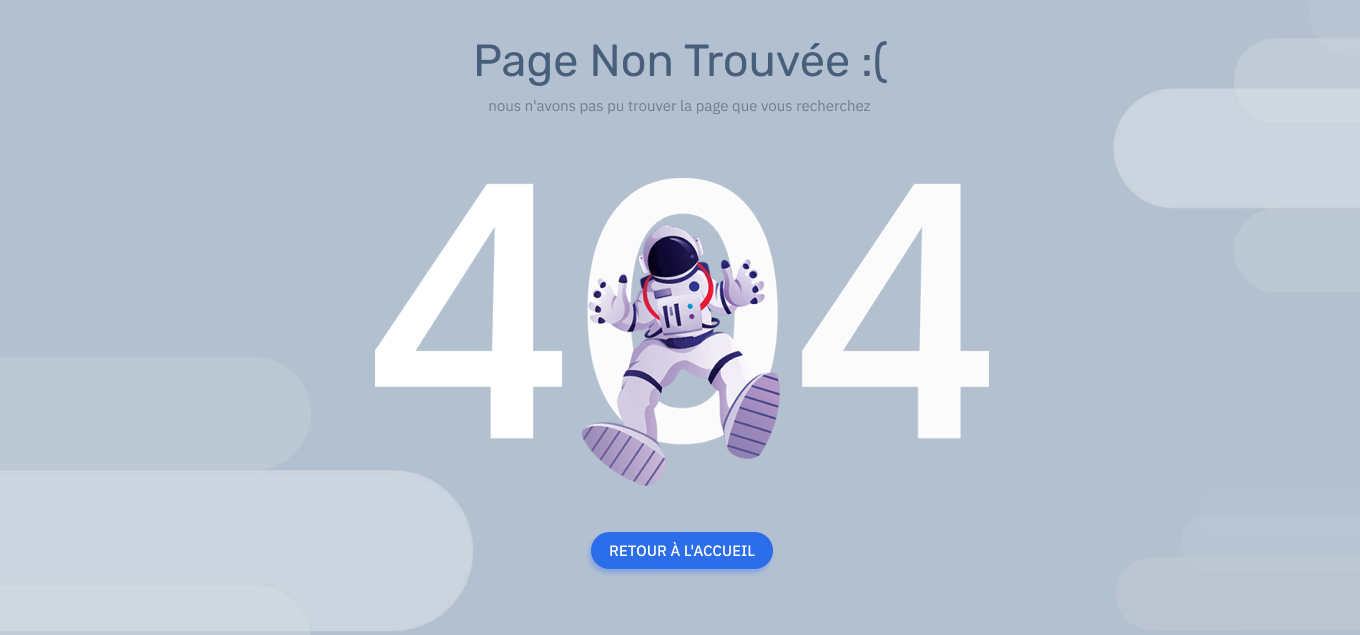 Page Non Trouvée :(
nous n'avons pas pu trouver la page que vous recherchez
404
RETOUR À L'ACCUEIL